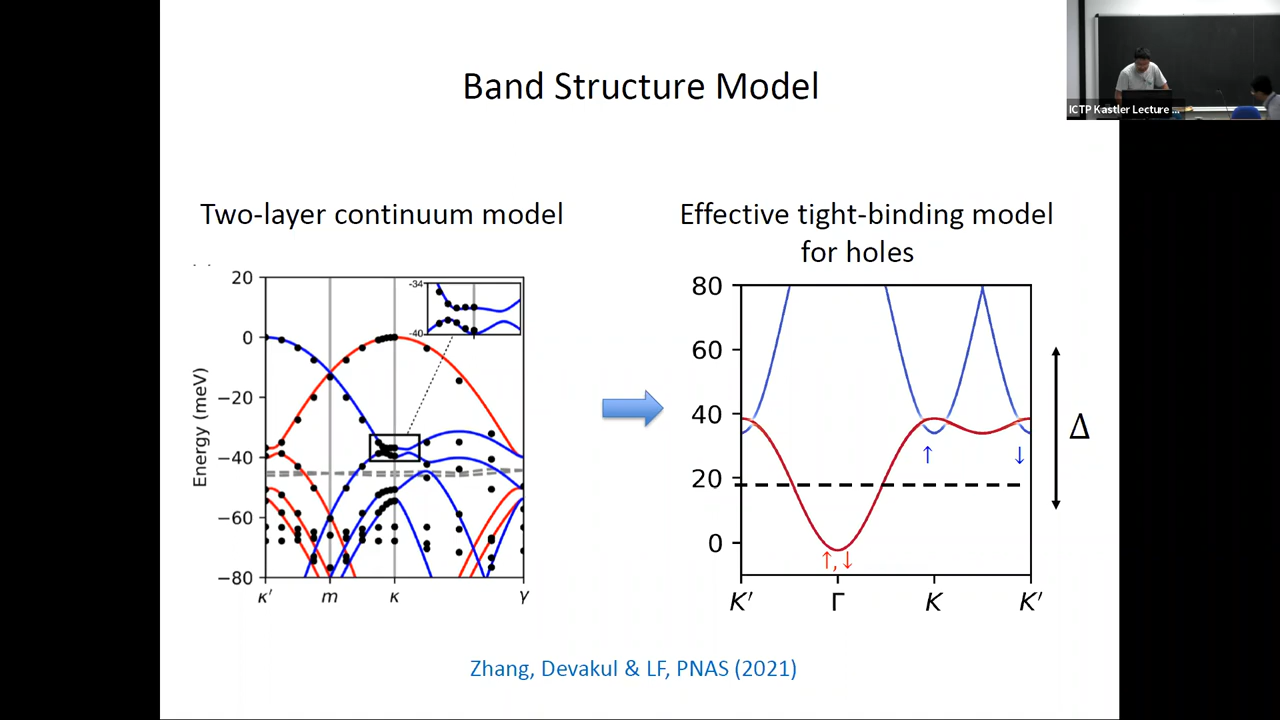 Band Structure Model
ICTP Kastler Lecture ...
Two-layer continuum model
Effective tight-binding model
for holes
20
0
−20
−40
−60
−80
Energy (meV)
-34
-40
κ′
m
κ
γ
80
60
40
20
0
↑
↓
↑,↓
K′
Γ
K
K′
Δ
Zhang, Devakul & LF, PNAS (2021)